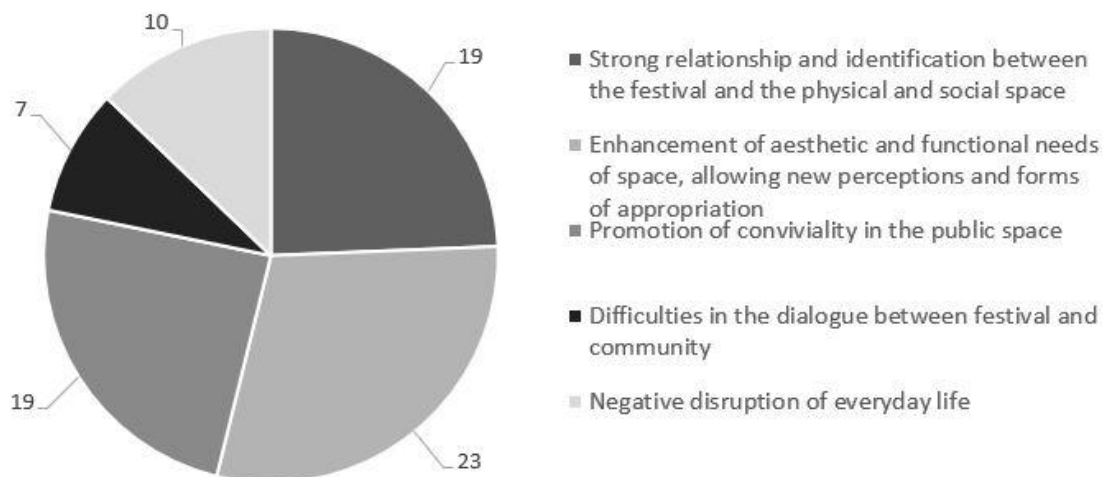 10
19
7
19
23
Strong relationship and identification between
the festival and the physical and social space
Enhancement of aesthetic and functional needs
of space, allowing new perceptions and forms
of appropriation
Promotion of conviviality in the public space
Difficulties in the dialogue between festival and
community
Negative disruption of everyday life